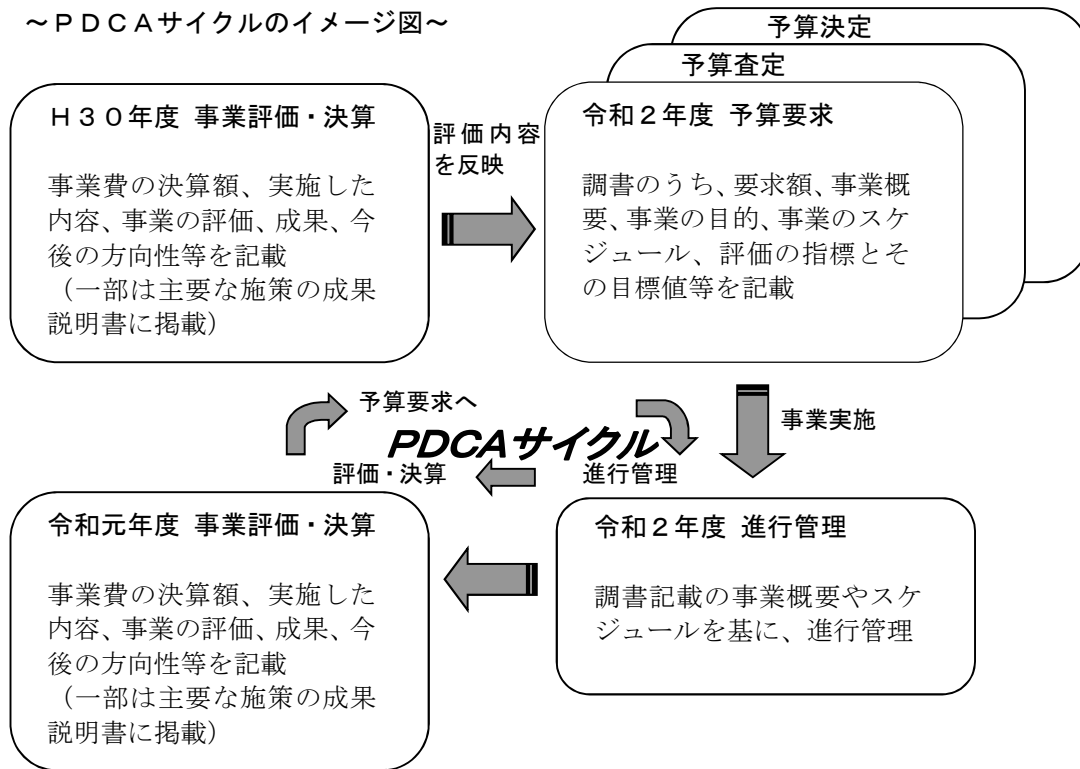 ～ＰＤＣＡサイクルのイメージ図～
予算決定
予算査定
Ｈ３０年度 事業評価・決算
事業費の決算額、実施した
内容、事業の評価、成果、今
後の方向性等を記載
（一部は主要な施策の成果
説明書に掲載）
評価内容
を反映
令和２年度 予算要求
調書のうち、要求額、事業概
要、事業の目的、事業のスケ
ジュール、評価の指標とそ
の目標値等を記載
予算要求へ
事業実施
PDCAサイクル
評価・決算
進行管理
令和元年度 事業評価・決算
事業費の決算額、実施した
内容、事業の評価、成果、今
後の方向性等を記載
（一部は主要な施策の成果
説明書に掲載）
令和２年度 進行管理
調書記載の事業概要やスケ
ジュールを基に、進行管理